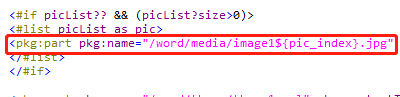 <#if picList?? && (picList?size>0)>
<#list picList as pic>
<pkg:part pkg:name="/word/media/image1${pic_index}.jpg"
</#list>
</#if>